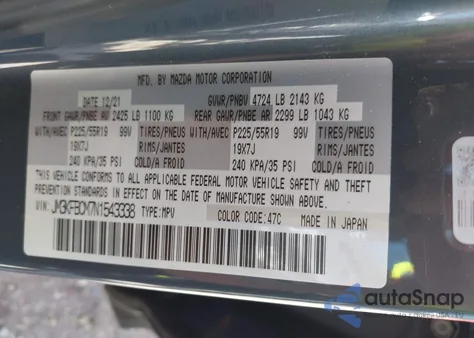 MFD. BY MAZDA MOTOR CORPORATION
DATE 12/21 GVWR/PNBV 4724 LB 2143 KG
FRONT GAWR/PNBE AV 2425 LB 1100 KG REAR GAWR/PNBE AR 2299 LB 1043 KG
WITH/AVEC P225/55R19 99V TIRES/PNEUS WITH/AVEC P225/55R19 99V TIRES/PNEUS
19X7J RIMS/JANTES 19X7J RIMS/JANTES
240 KPA/35 PSI COLD/A FROID 240 KPA/35 PSI COLD/A FROID
THIS VEHICLE CONFORMS TO ALL APPLICABLE FEDERAL MOTOR VEHICLE SAFETY AND THEFT
PREVENTION STANDARDS IN EFFECT ON THE DATE OF MANUFACTURE SHOWN ABOVE.
VIN: JM3KFBCM7N1543338 TYPE:MPV COLOR CODE:47C MADE IN JAPAN
autoSnap